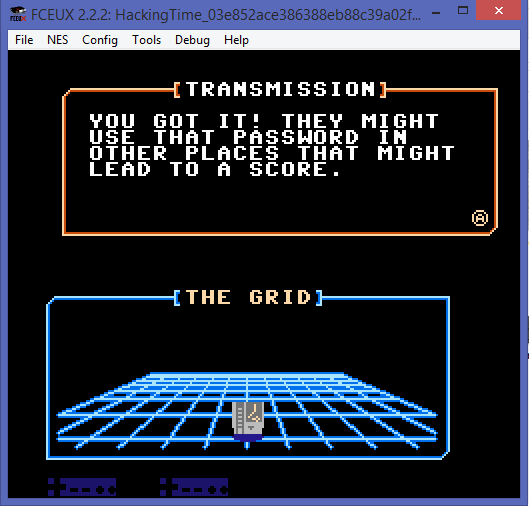 FCEUX 2.2.2: HackingTime_03e852ace386388eb88c39a02f...
File NES Config Tools Debug Help
[TRANSMISSION]
YOU GOT IT! THEY MIGHT
USE THAT PASSWORD IN
OTHER PLACES THAT MIGHT
LEAD TO A SCORE.
A
[THE GRID]